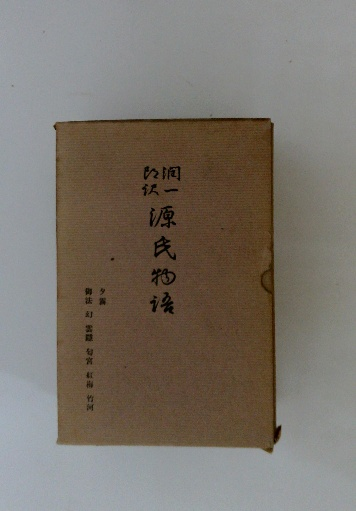 潤一
郎訳
源氏物語
夕霧
御法 幻 雲隠 匂宮 紅梅 竹河